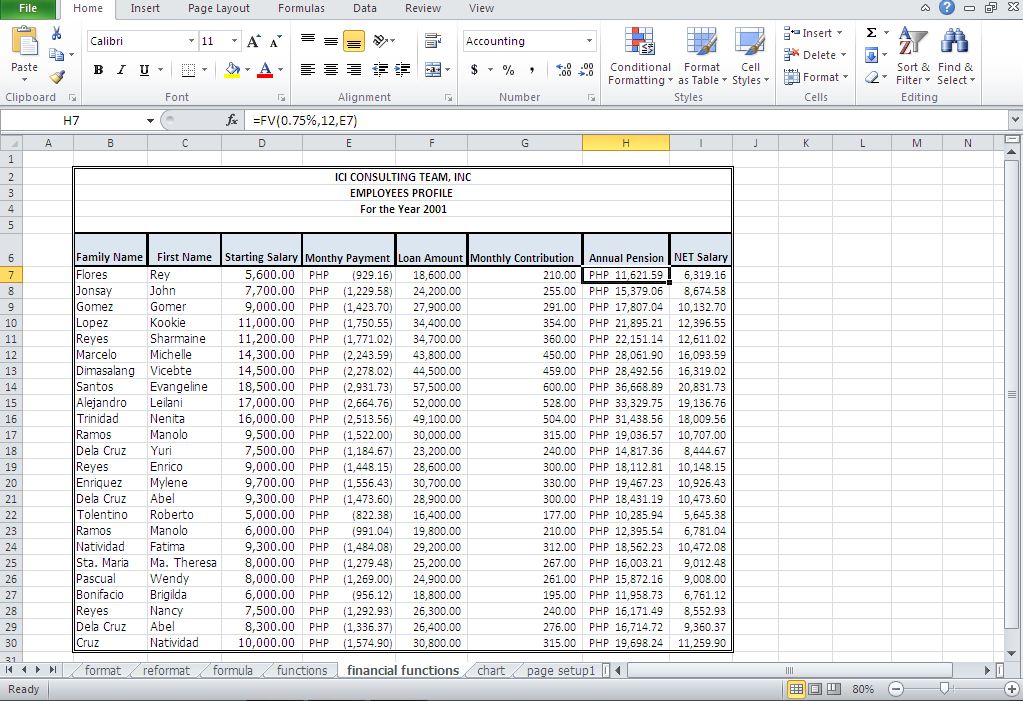 File Home Insert Page Layout Formulas Data Review View
Calibri 11 Accounting Insert Σ
Paste B I U $ % , Conditional Formatting Format as Table Cell Styles Delete Format Sort & Filter Find & Select
Clipboard Font Alignment Number Styles Cells Editing
H7 fx =FV(0.75%,12,E7)
A B C D E F G H I J K L M N
1
2 ICI CONSULTING TEAM, INC
3 EMPLOYEES PROFILE
4 For the Year 2001
5
6 Family Name First Name Starting Salary Monthy Payment Loan Amount Monthly Contribution Annual Pension NET Salary
7 Flores Rey 5,600.00 PHP (929.16) 18,600.00 210.00 PHP 11,621.59 6,319.16
8 Jonsay John 7,700.00 PHP (1,229.58) 24,200.00 255.00 PHP 15,379.06 8,674.58
9 Gomez Gomer 9,000.00 PHP (1,423.70) 27,900.00 291.00 PHP 17,807.04 10,132.70
10 Lopez Kookie 11,000.00 PHP (1,750.55) 34,400.00 354.00 PHP 21,895.21 12,396.55
11 Reyes Sharmaine 11,200.00 PHP (1,771.02) 34,700.00 360.00 PHP 22,151.14 12,611.02
12 Marcelo Michelle 14,300.00 PHP (2,243.59) 43,800.00 450.00 PHP 28,061.90 16,093.59
13 Dimasalang Vicebte 14,500.00 PHP (2,278.02) 44,500.00 459.00 PHP 28,492.56 16,319.02
14 Santos Evangeline 18,500.00 PHP (2,931.73) 57,500.00 600.00 PHP 36,668.89 20,831.73
15 Alejandro Leilani 17,000.00 PHP (2,664.76) 52,000.00 528.00 PHP 33,329.75 19,136.76
16 Trinidad Nenita 16,000.00 PHP (2,513.56) 49,100.00 504.00 PHP 31,438.56 18,009.56
17 Ramos Manolo 9,500.00 PHP (1,522.00) 30,000.00 315.00 PHP 19,036.57 10,707.00
18 Dela Cruz Yuri 7,500.00 PHP (1,184.67) 23,200.00 240.00 PHP 14,817.36 8,444.67
19 Reyes Enrico 9,000.00 PHP (1,448.15) 28,600.00 300.00 PHP 18,112.81 10,148.15
20 Enriquez Mylene 9,700.00 PHP (1,556.43) 30,700.00 330.00 PHP 19,467.23 10,926.43
21 Dela Cruz Abel 9,300.00 PHP (1,473.60) 28,900.00 300.00 PHP 18,431.19 10,473.60
22 Tolentino Roberto 5,000.00 PHP (822.38) 16,400.00 177.00 PHP 10,285.94 5,645.38
23 Ramos Manolo 6,000.00 PHP (991.04) 19,800.00 210.00 PHP 12,395.54 6,781.04
24 Natividad Fatima 9,300.00 PHP (1,484.08) 29,200.00 312.00 PHP 18,562.23 10,472.08
25 Sta. Maria Ma. Theresa 8,000.00 PHP (1,279.48) 25,200.00 267.00 PHP 16,003.21 9,012.48
26 Pascual Wendy 8,000.00 PHP (1,269.00) 24,900.00 261.00 PHP 15,872.16 9,008.00
27 Bonifacio Brigilda 6,000.00 PHP (956.12) 18,800.00 195.00 PHP 11,958.73 6,761.12
28 Reyes Nancy 7,500.00 PHP (1,292.93) 26,300.00 240.00 PHP 16,171.49 8,552.93
29 Dela Cruz Abel 8,300.00 PHP (1,336.37) 26,400.00 276.00 PHP 16,714.72 9,360.37
30 Cruz Natividad 10,000.00 PHP (1,574.90) 30,800.00 315.00 PHP 19,698.24 11,259.90
31
format reformat formula functions financial functions chart page setup1
Ready 80%